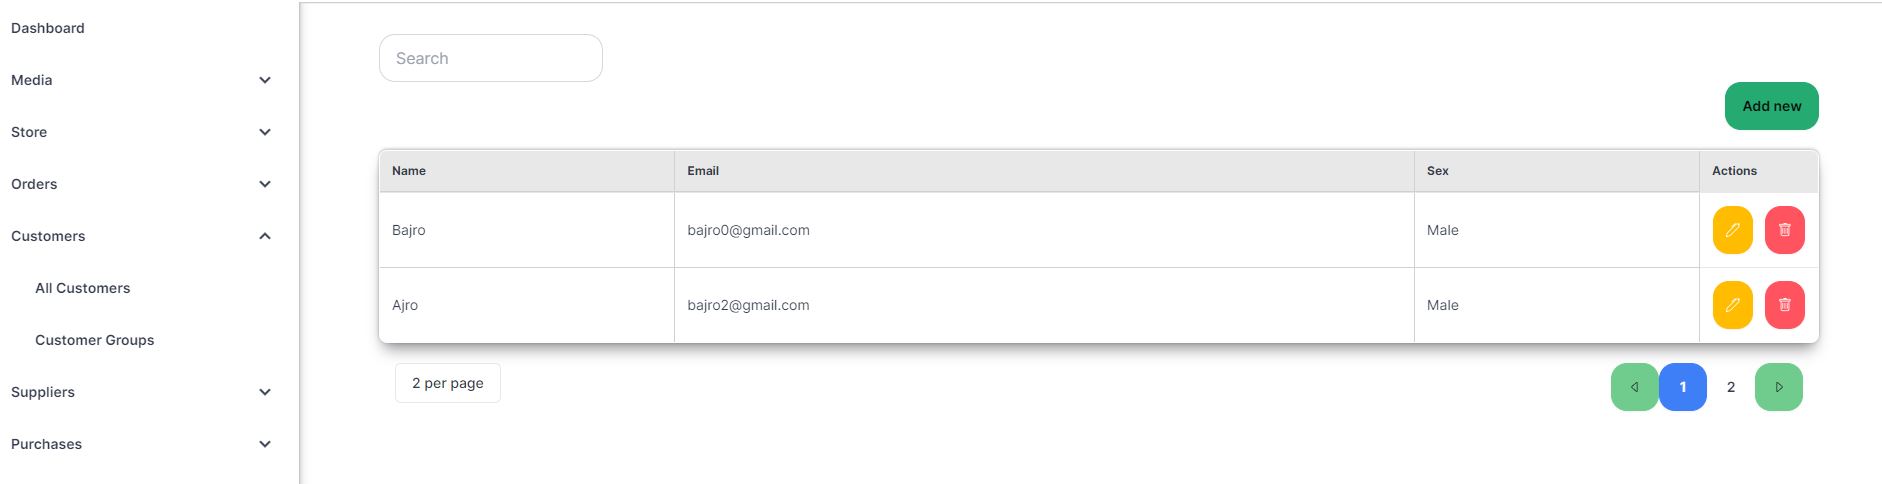 Dashboard
Media
Store
Orders
Customers
All Customers
Customer Groups
Suppliers
Purchases
Search
Add new
Name Email Sex Actions
Bajro bajro0@gmail.com Male
Ajro bajro2@gmail.com Male
2 per page
1 2